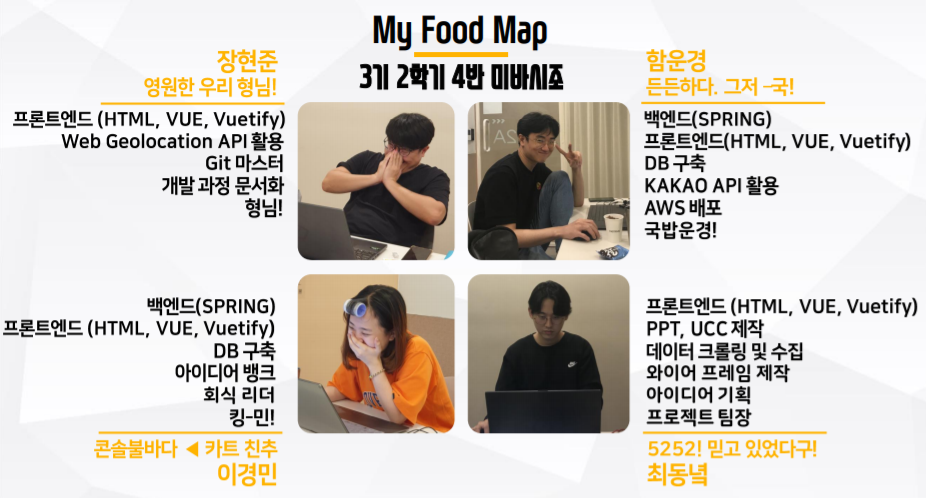 My Food Map
3기 2학기 4반 미바시조
장현준
영원한 우리 형님!
프론트엔드 (HTML, VUE, Vuetify)
Web Geolocation API 활용
Git 마스터
개발 과정 문서화
형님!
함운경
든든하다. 그저 -국!
백엔드(SPRING)
프론트엔드(HTML, VUE, Vuetify)
DB 구축
KAKAO API 활용
AWS 배포
국밥운경!
백엔드(SPRING)
프론트엔드 (HTML, VUE, Vuetify)
DB 구축
아이디어 뱅크
회식 리더
킹-민!
콘솔불바다 ◀ 카트 친추
이경민
프론트엔드 (HTML, VUE, Vuetify)
PPT, UCC 제작
데이터 크롤링 및 수집
와이어 프레임 제작
아이디어 기획
프로젝트 팀장
5252! 믿고 있었다구!